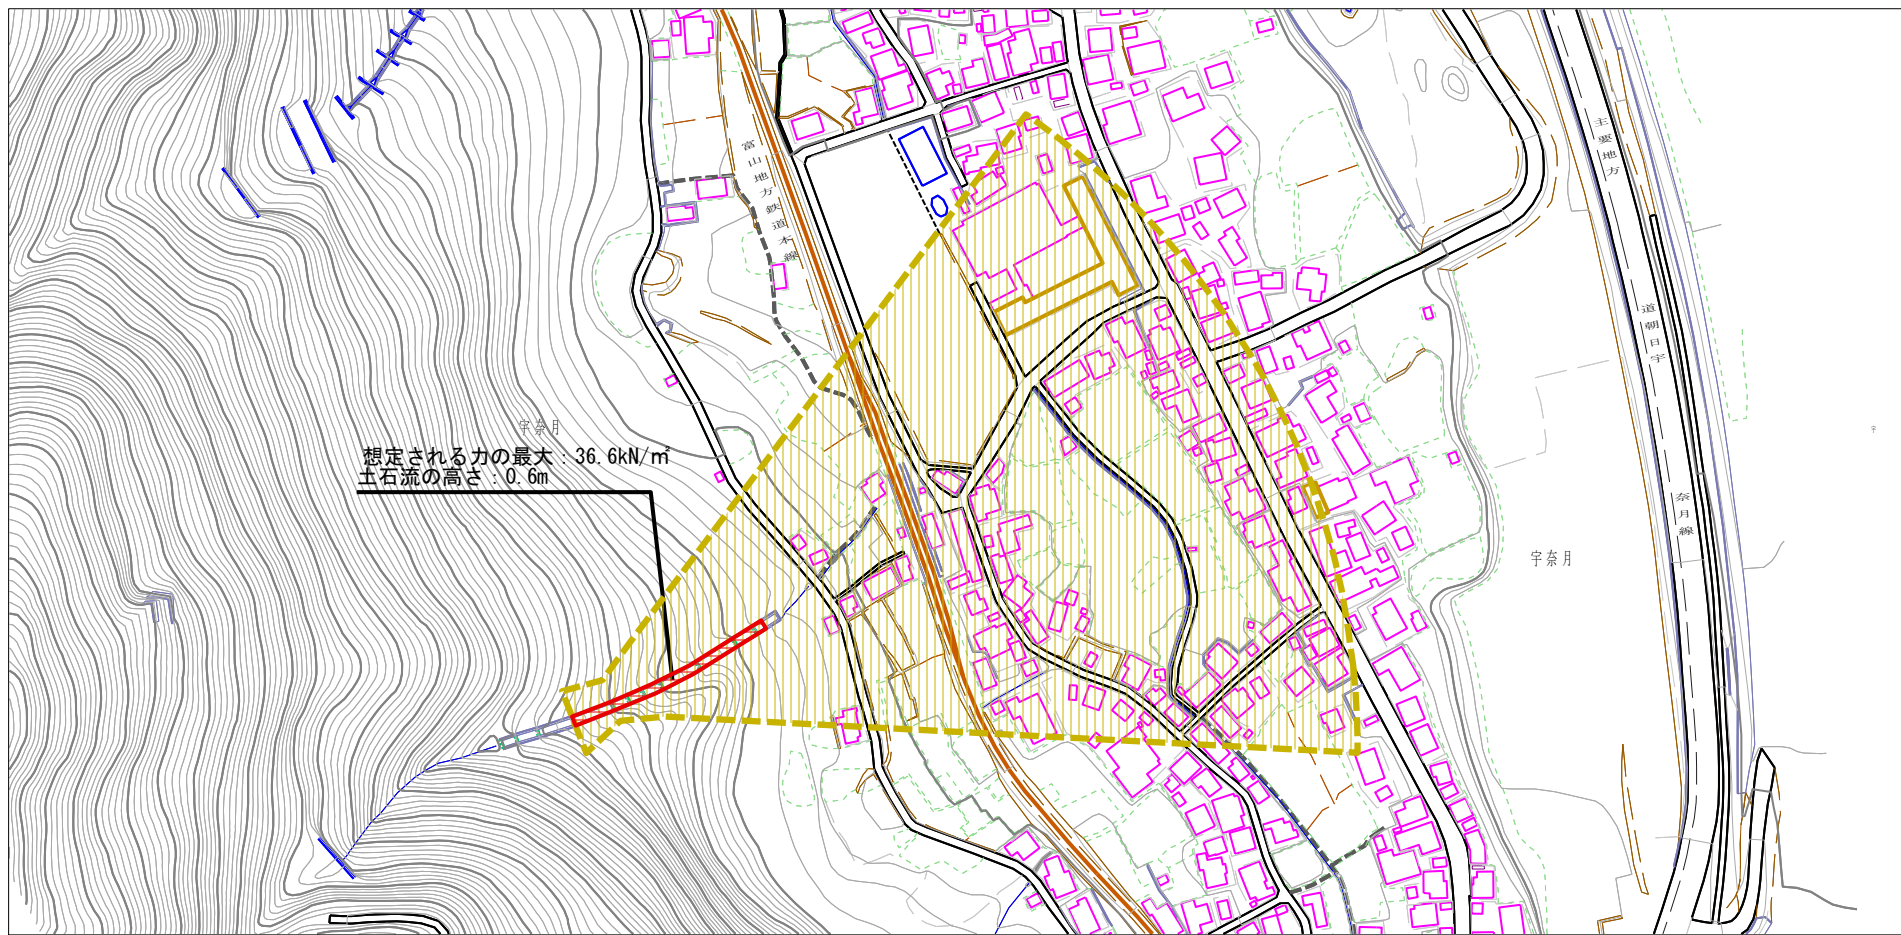 富山地方鉄道本線
主要地方
道朝日宇
奈月線
宇奈月
想定される力の最大：36.6kN/㎡
土石流の高さ：0.6m
宇奈月